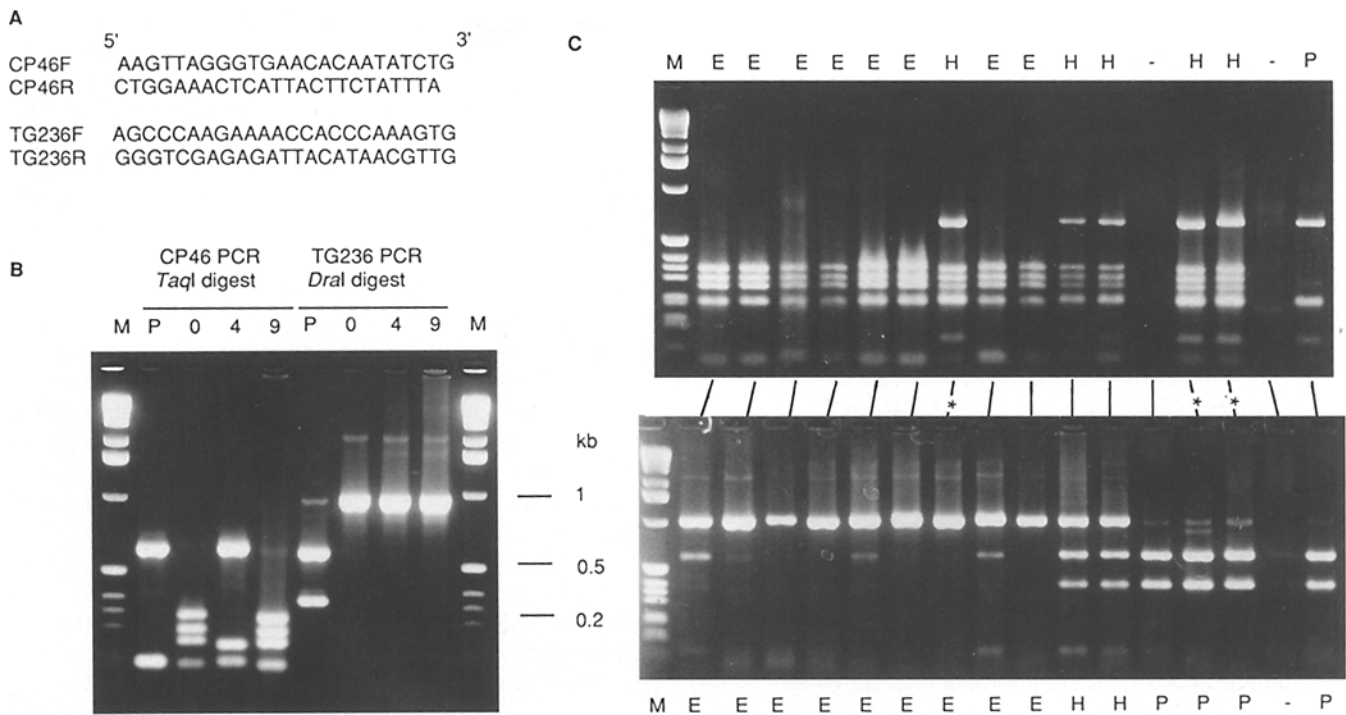 A
5' 3'
CP46F AAGTTAGGGTGAACACAATATCTG
CP46R CTGGAAACTCATTACTTCTATTTA
TG236F AGCCCAAGAAAACCACCCAAAGTG
TG236R GGGTCGAGAGATTACATAACGTTG
B
CP46 PCR TG236 PCR
TaqI digest DraI digest
M P 0 4 9 P 0 4 9 M
kb
1
0.5
0.2
C
M E E E E E E H E E H H - H H - P
* * *
M E E E E E E E E E H H P P P - P